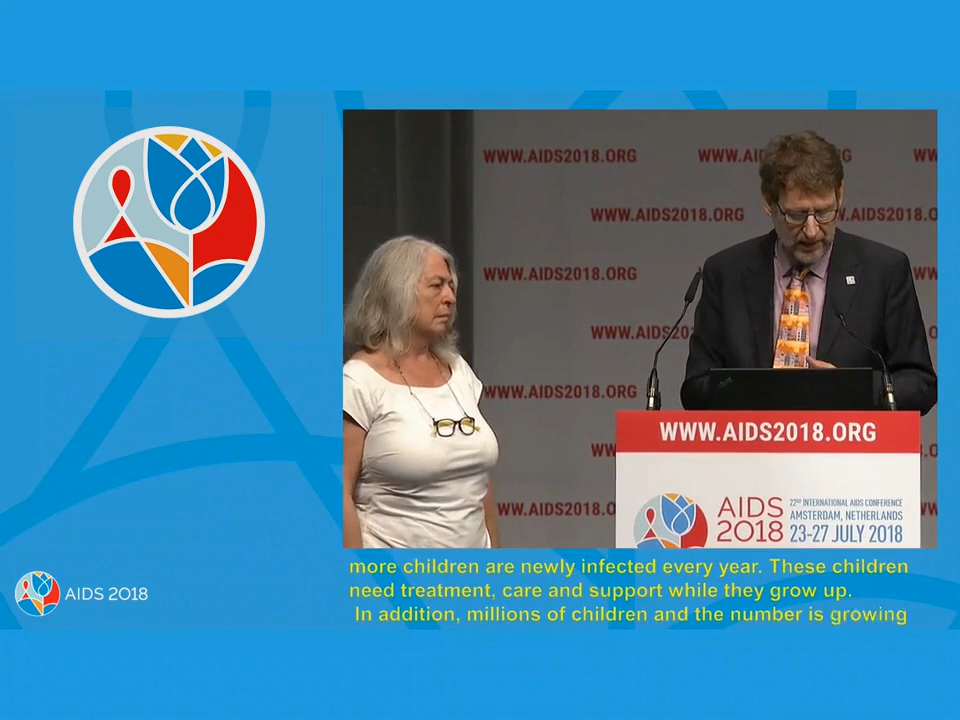 WWW.AIDS2018.ORG
WWW.AIDS2018.ORG
WWW.AIDS2018.ORG
WWW.AIDS2018.ORG
WWW.AIDS2018.ORG
WWW.AIDS2018.ORG
AIDS 2018
22ND INTERNATIONAL AIDS CONFERENCE
AMSTERDAM, NETHERLANDS
23-27 JULY 2018
AIDS 2018
more children are newly infected every year. These children
need treatment, care and support while they grow up.
In addition, millions of children and the number is growing